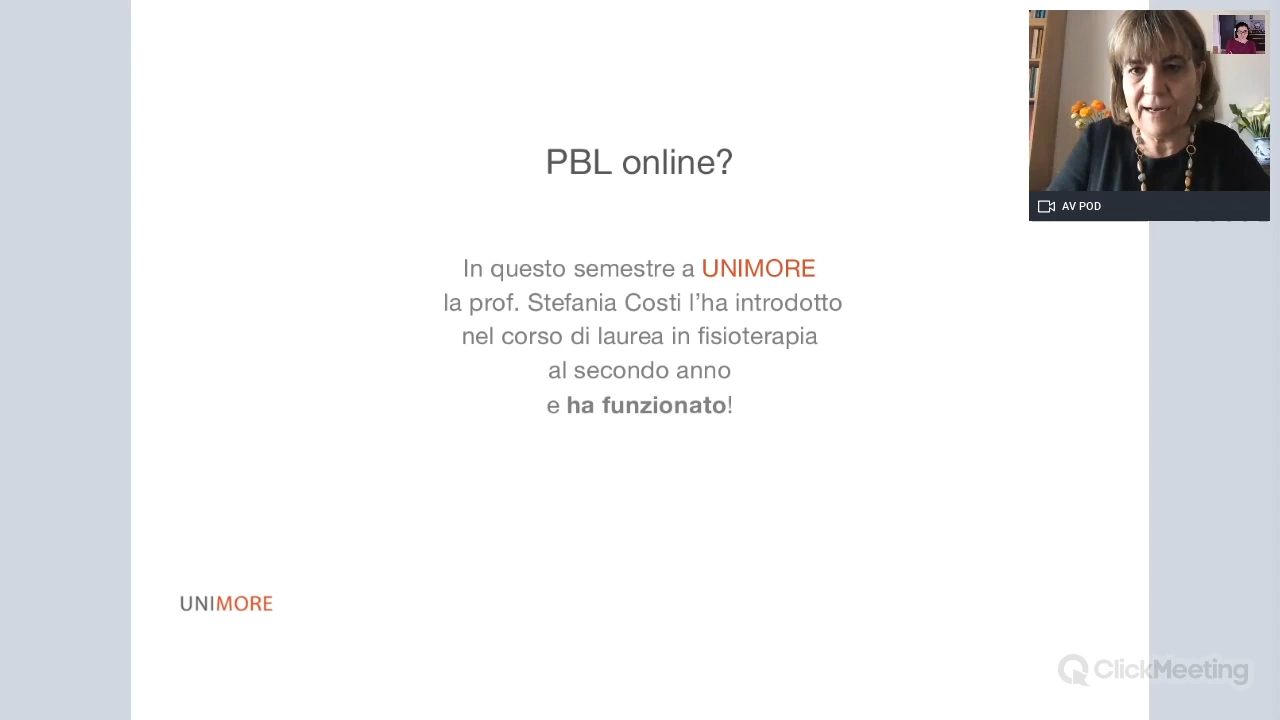 PBL online?
In questo semestre a UNIMORE
la prof. Stefania Costi l’ha introdotto
nel corso di laurea in fisioterapia
al secondo anno
e ha funzionato!
UNIMORE
AV POD
ClickMeeting